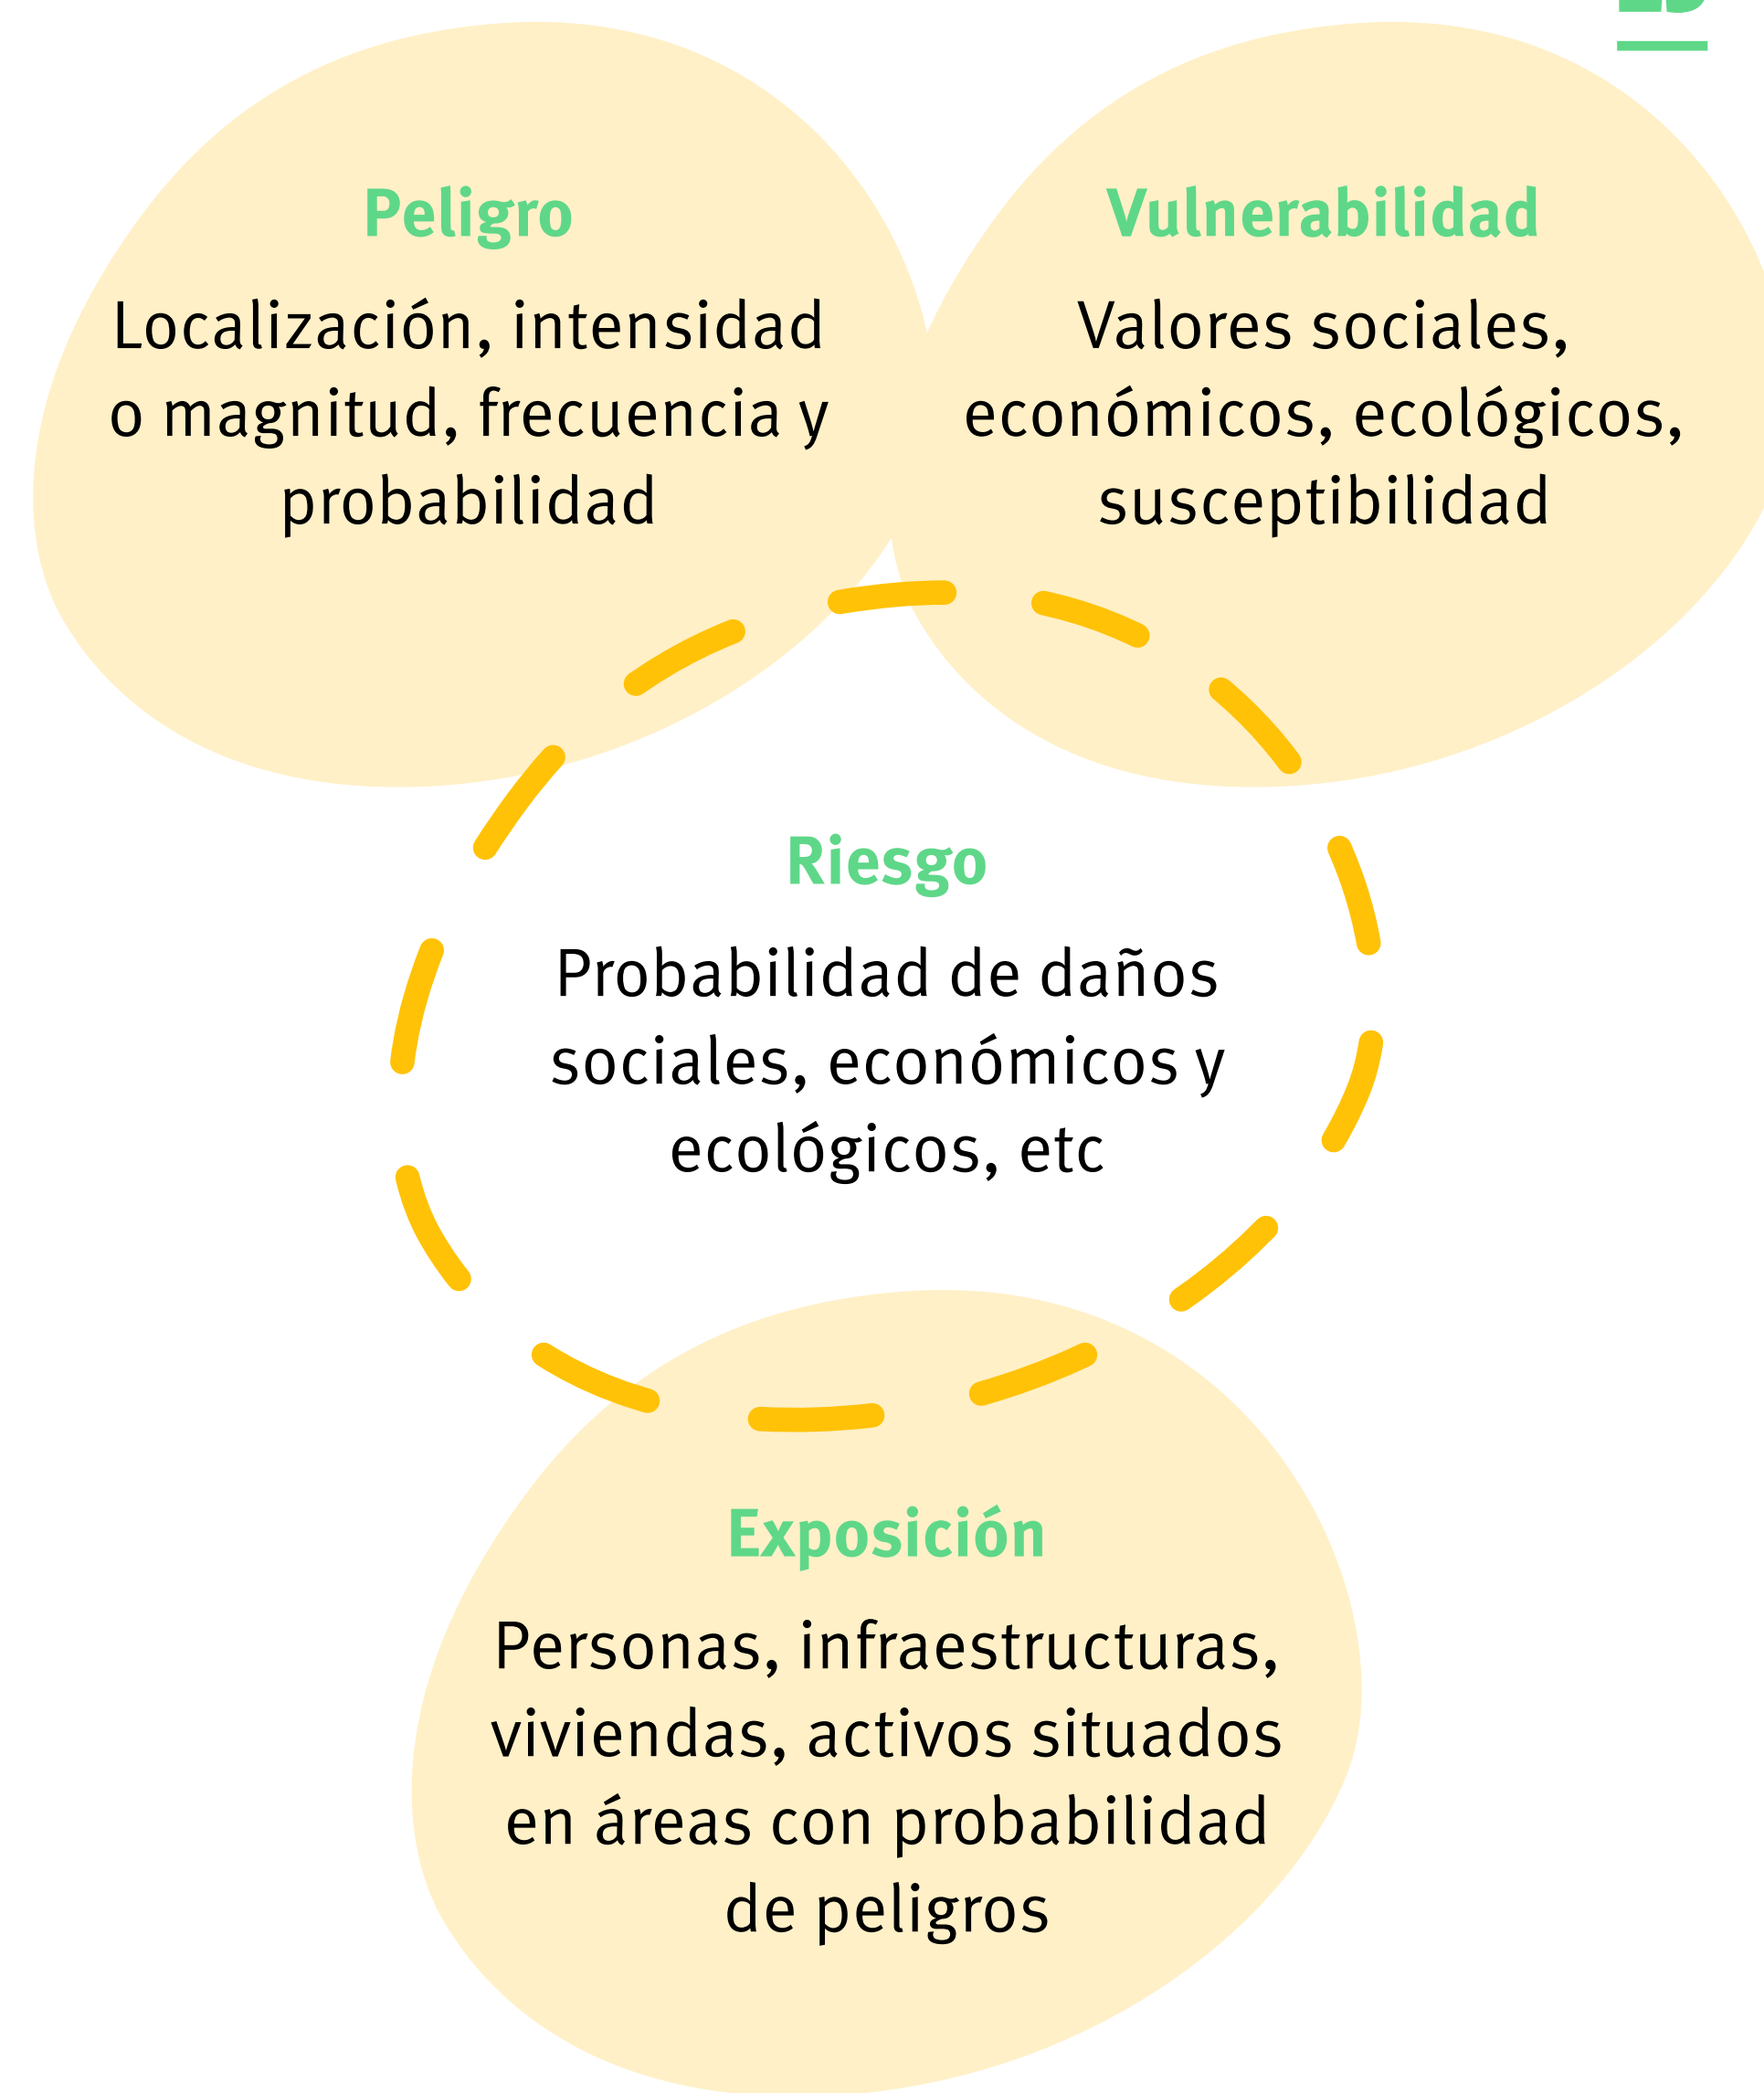 Peligro
Localización, intensidad
o magnitud, frecuencia y
probabilidad
Vulnerabilidad
Valores sociales,
económicos, ecológicos,
susceptibilidad
Riesgo
Probabilidad de daños
sociales, económicos y
ecológicos, etc
Exposición
Personas, infraestructuras,
viviendas, activos situados
en áreas con probabilidad
de peligros